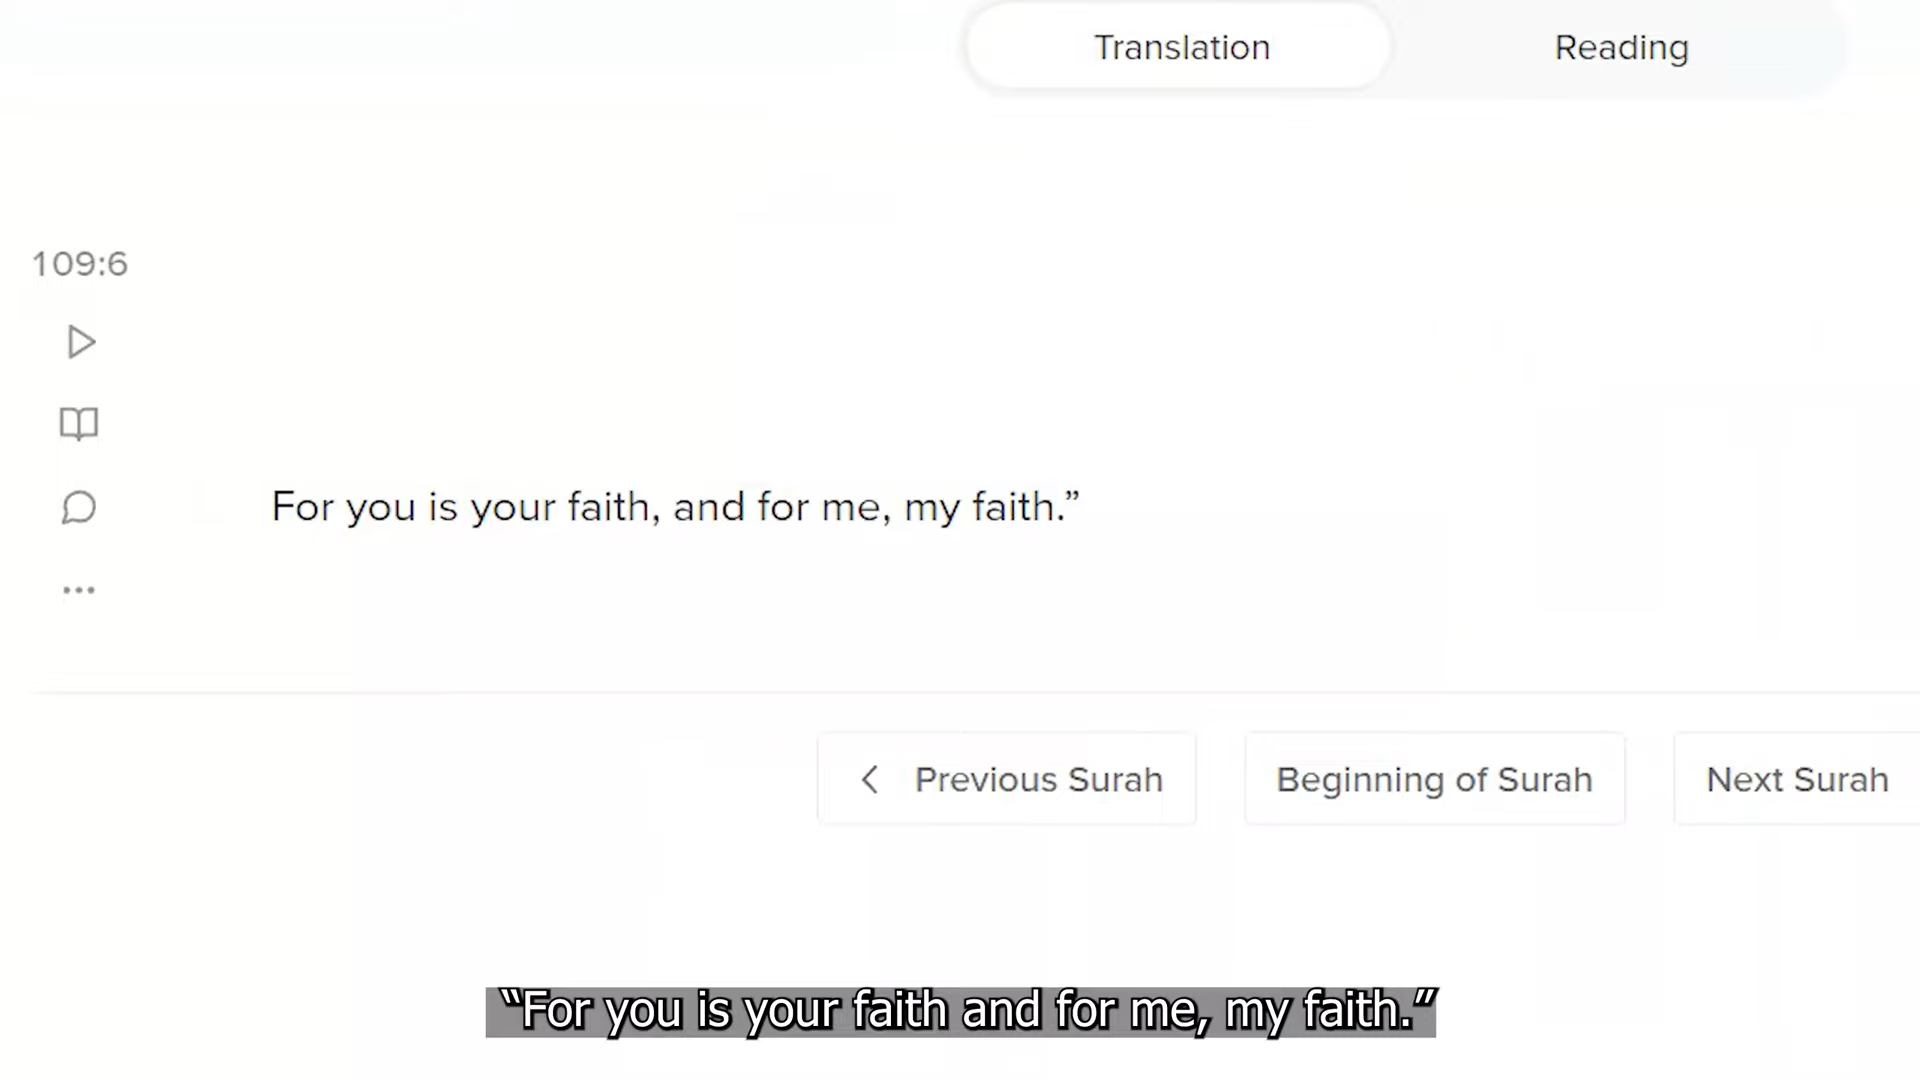 Translation Reading
109:6
For you is your faith, and for me, my faith.”
Previous Surah Beginning of Surah Next Surah
“For you is your faith and for me, my faith.”